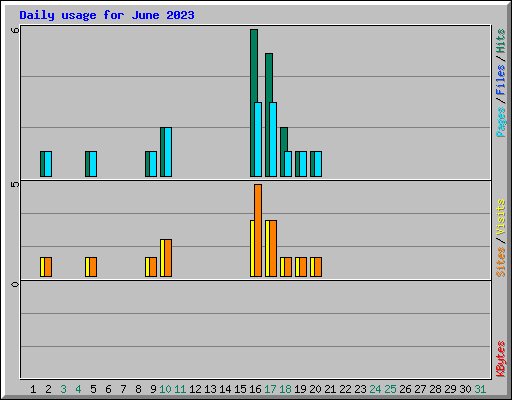 Daily usage for June 2023
6
5
0
Pages/Files/Hits
Sites/Visits
KBytes
1 2 3 4 5 6 7 8 9 10 11 12 13 14 15 16 17 18 19 20 21 22 23 24 25 26 27 28 29 30 31